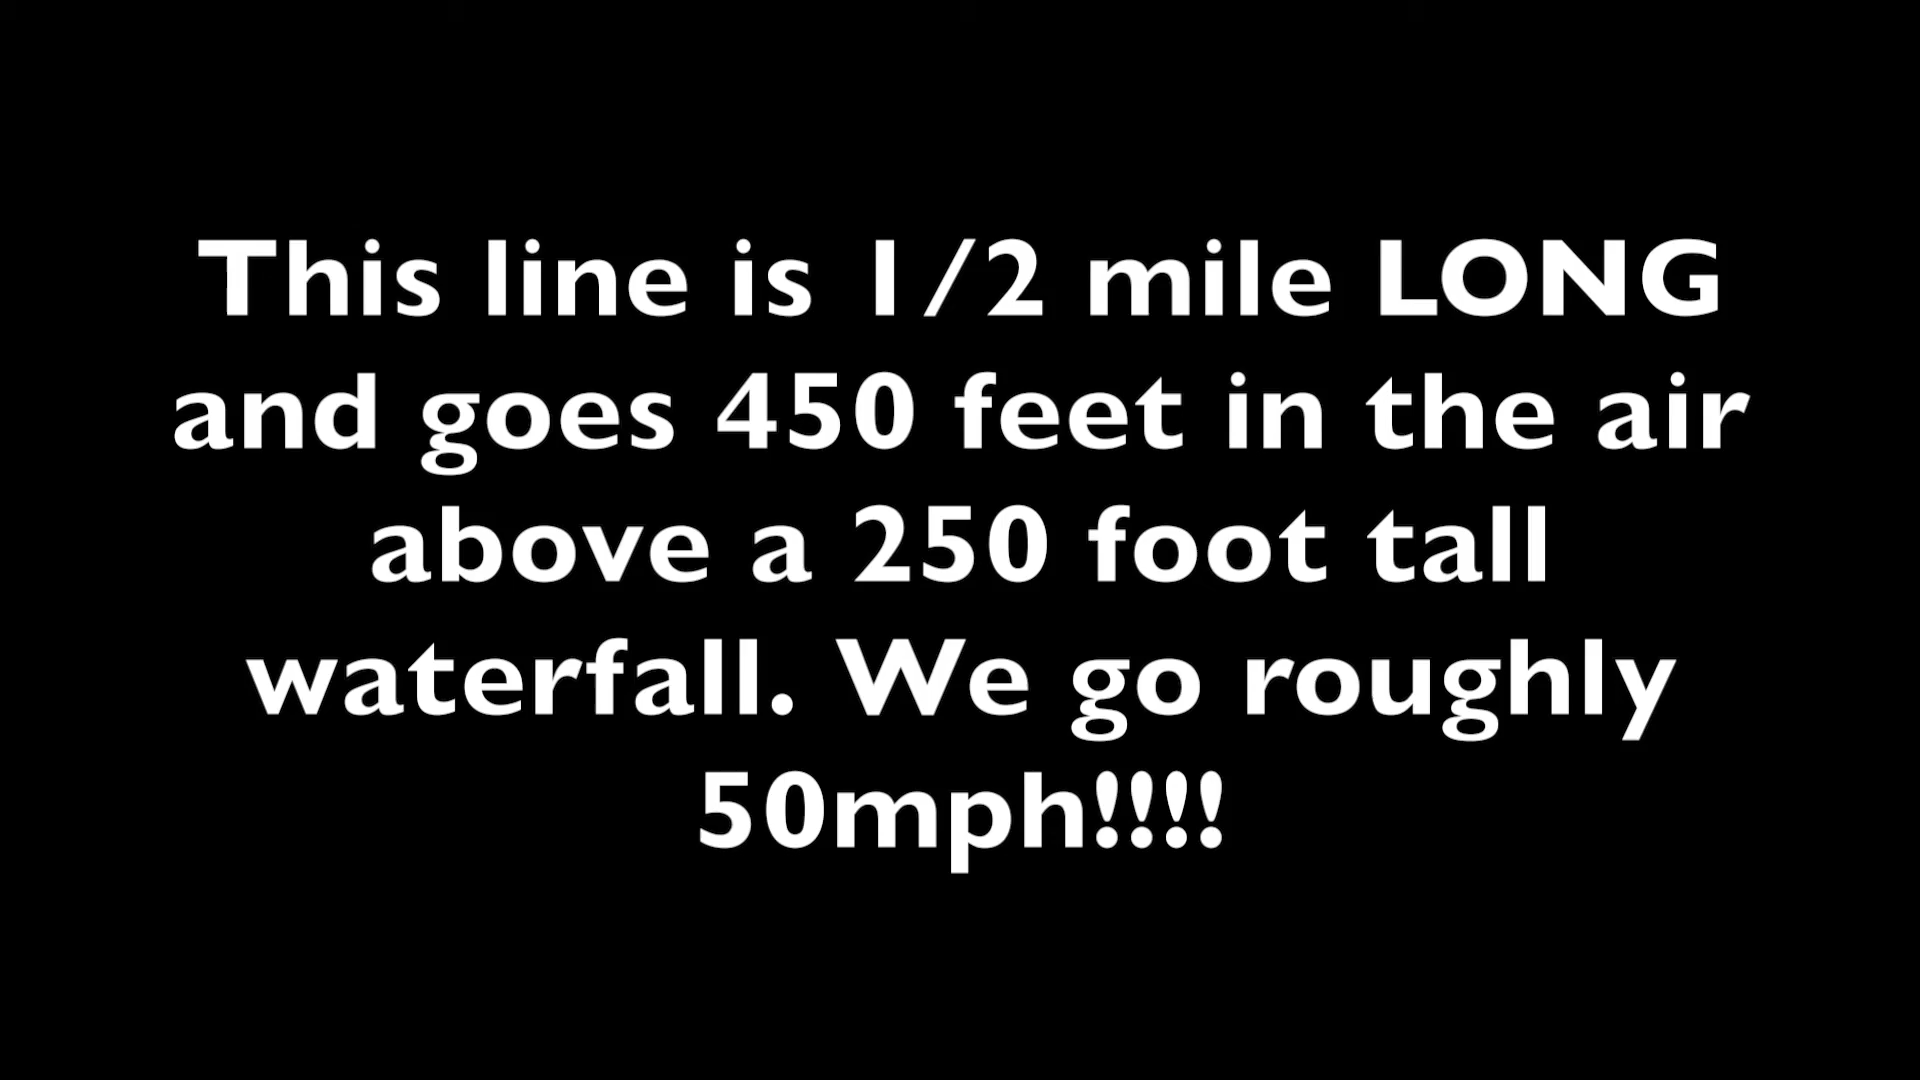 This line is 1/2 mile LONG
and goes 450 feet in the air
above a 250 foot tall
waterfall. We go roughly
50mph!!!!